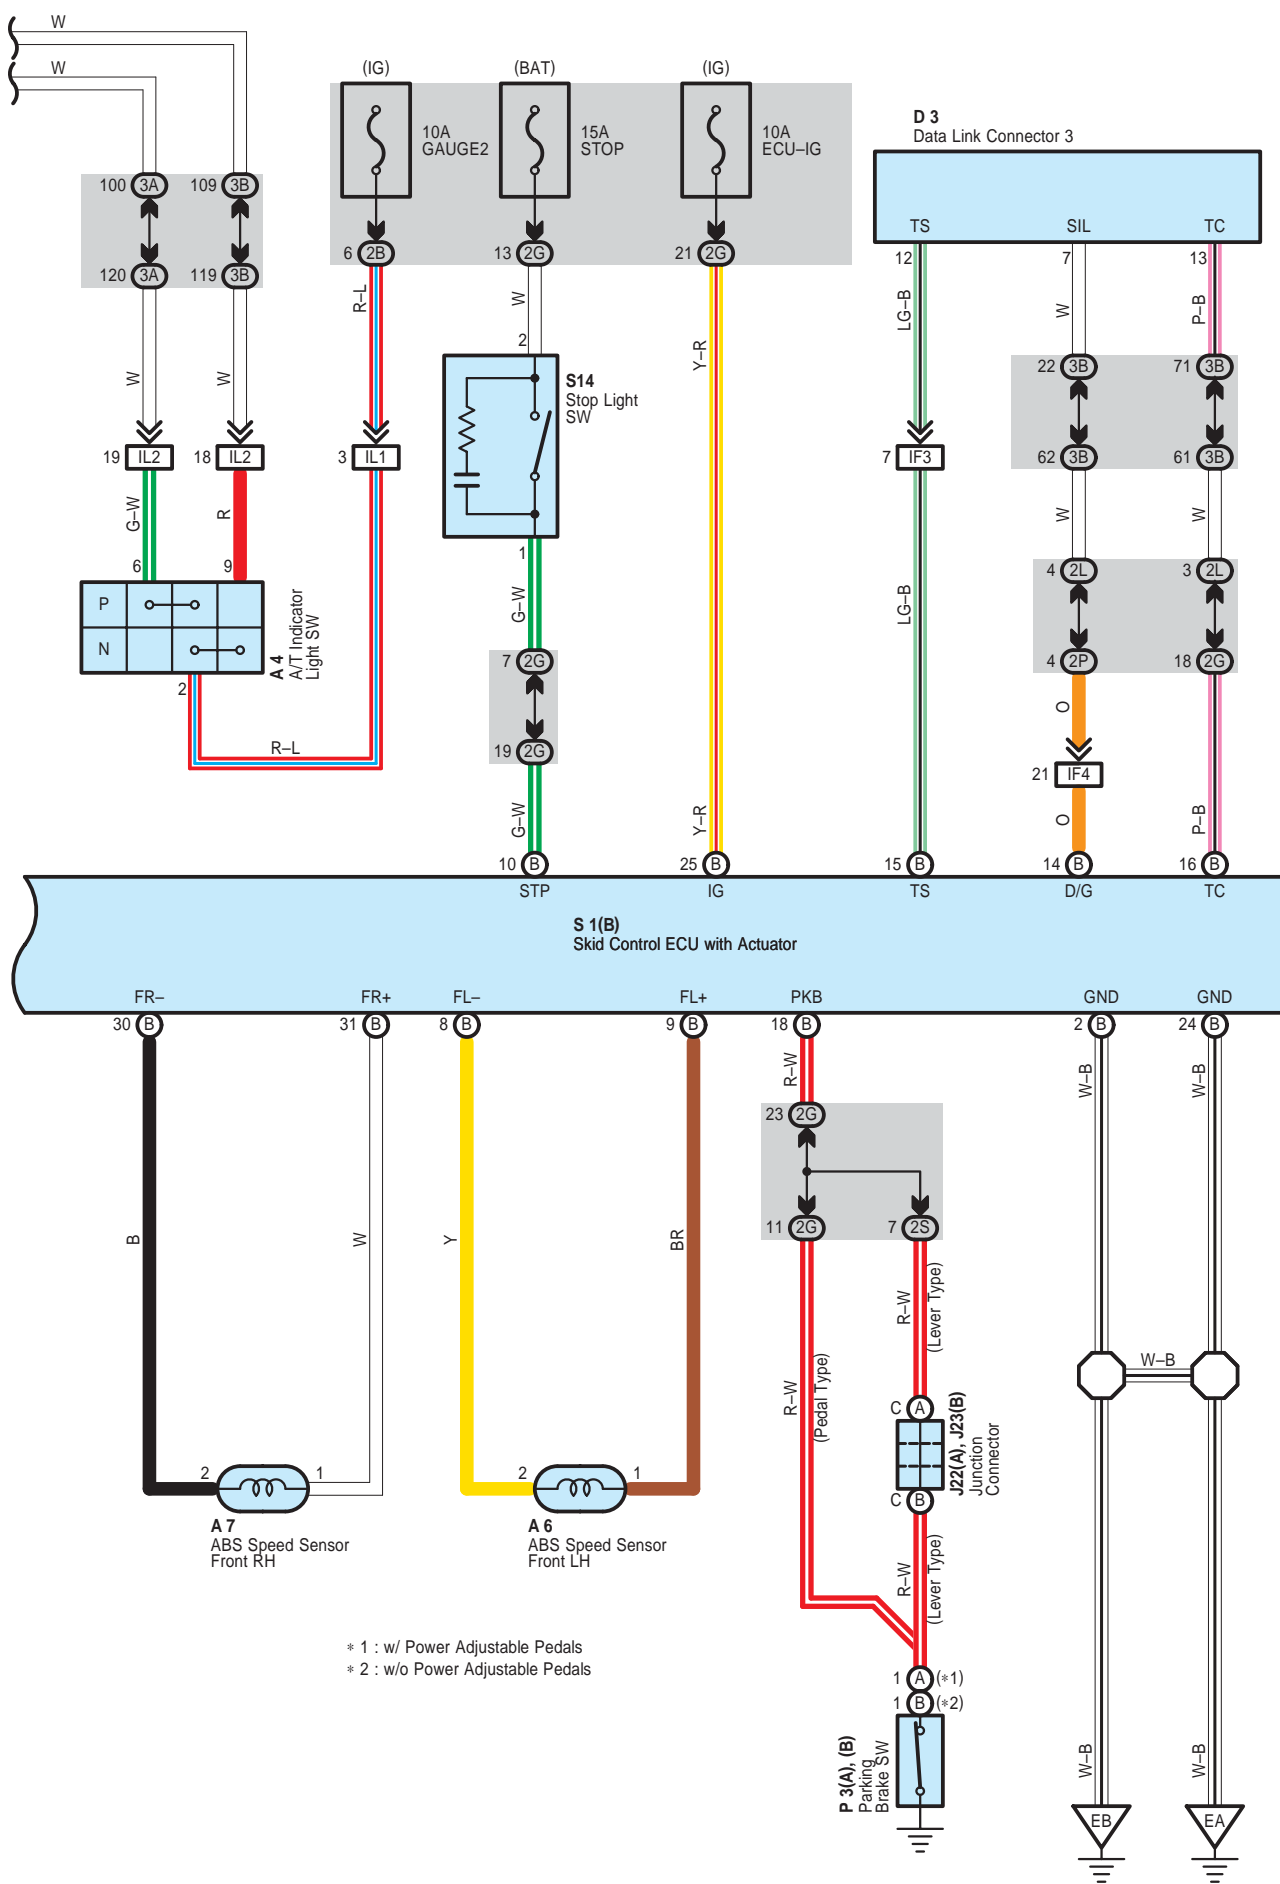 W
W
(IG)
(BAT)
(IG)
10A
GAUGE2
15A
STOP
10A
ECU–IG
D 3
Data Link Connector 3
TS
SIL
TC
100 3A
109 3B
120 3A
119 3B
6 2B
13 2G
21 2G
12
7
13
W
W
R–L
W
2
Y–R
LG–B
W
P–B
S14
Stop Light
SW
22 3B
71 3B
19 IL2
18 IL2
3 IL1
7 IF3
62 3B
61 3B
G–W
R
W
W
6
9
1
4 2L
3 2L
P
N
A 4
A/T Indicator
Light SW
2
G–W
LG–B
7 2G
4 2P
18 2G
R–L
19 2G
O
21 IF4
G–W
Y–R
O
P–B
10 B
25 B
15 B
14 B
16 B
STP
IG
TS
D/G
TC
S 1(B)
Skid Control ECU with Actuator
FR–
FR+
FL–
FL+
PKB
GND
GND
30 B
31 B
8 B
9 B
18 B
2 B
24 B
R–W
W–B
W–B
23 2G
11 2G
7 2S
B
W
Y
BR
R–W
(Lever Type)
R–W
(Pedal Type)
W–B
C A
J22(A), J23(B)
Junction
Connector
C B
2
1
2
1
A 7
ABS Speed Sensor
Front RH
A 6
ABS Speed Sensor
Front LH
R–W
(Lever Type)
∗ 1 : w/ Power Adjustable Pedals
∗ 2 : w/o Power Adjustable Pedals
1 A (∗1)
1 B (∗2)
P 3(A), (B)
Parking
Brake SW
W–B
W–B
EB
EA